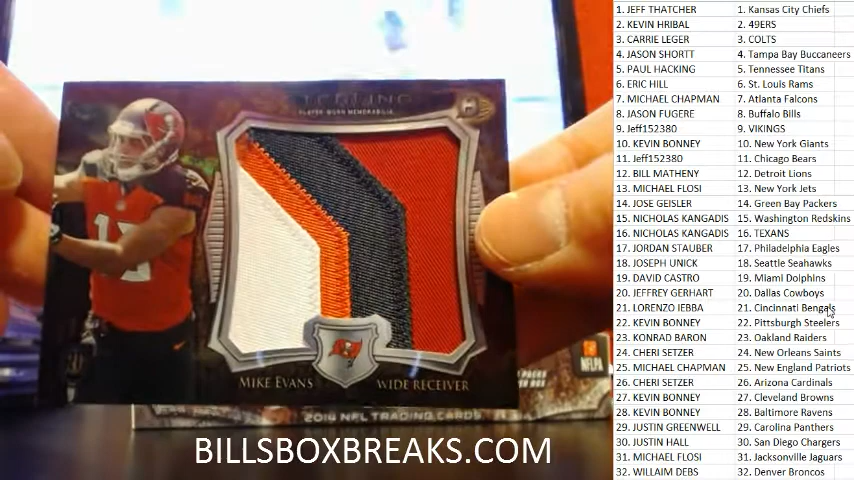 STERLING
PLAYER-WORN MEMORABILIA
MIKE EVANS
WIDE RECEIVER
2014 NFL TRADING CARDS
NFLPA
BILLSBOXBREAKS.COM
1. JEFF THATCHER 1. Kansas City Chiefs
2. KEVIN HRIBAL 2. 49ERS
3. CARRIE LEGER 3. COLTS
4. JASON SHORTT 4. Tampa Bay Buccaneers
5. PAUL HACKING 5. Tennessee Titans
6. ERIC HILL 6. St. Louis Rams
7. MICHAEL CHAPMAN 7. Atlanta Falcons
8. JASON FUGERE 8. Buffalo Bills
9. Jeff152380 9. VIKINGS
10. KEVIN BONNEY 10. New York Giants
11. Jeff152380 11. Chicago Bears
12. BILL MATHENY 12. Detroit Lions
13. MICHAEL FLOSI 13. New York Jets
14. JOSE GEISLER 14. Green Bay Packers
15. NICHOLAS KANGADIS 15. Washington Redskins
16. NICHOLAS KANGADIS 16. TEXANS
17. JORDAN STAUBER 17. Philadelphia Eagles
18. JOSEPH UNICK 18. Seattle Seahawks
19. DAVID CASTRO 19. Miami Dolphins
20. JEFFREY GERHART 20. Dallas Cowboys
21. LORENZO IEBBA 21. Cincinnati Bengals
22. KEVIN BONNEY 22. Pittsburgh Steelers
23. KONRAD BARON 23. Oakland Raiders
24. CHERI SETZER 24. New Orleans Saints
25. MICHAEL CHAPMAN 25. New England Patriots
26. CHERI SETZER 26. Arizona Cardinals
27. KEVIN BONNEY 27. Cleveland Browns
28. KEVIN BONNEY 28. Baltimore Ravens
29. JUSTIN GREENWELL 29. Carolina Panthers
30. JUSTIN HALL 30. San Diego Chargers
31. MICHAEL FLOSI 31. Jacksonville Jaguars
32. WILLAIM DEBS 32. Denver Broncos